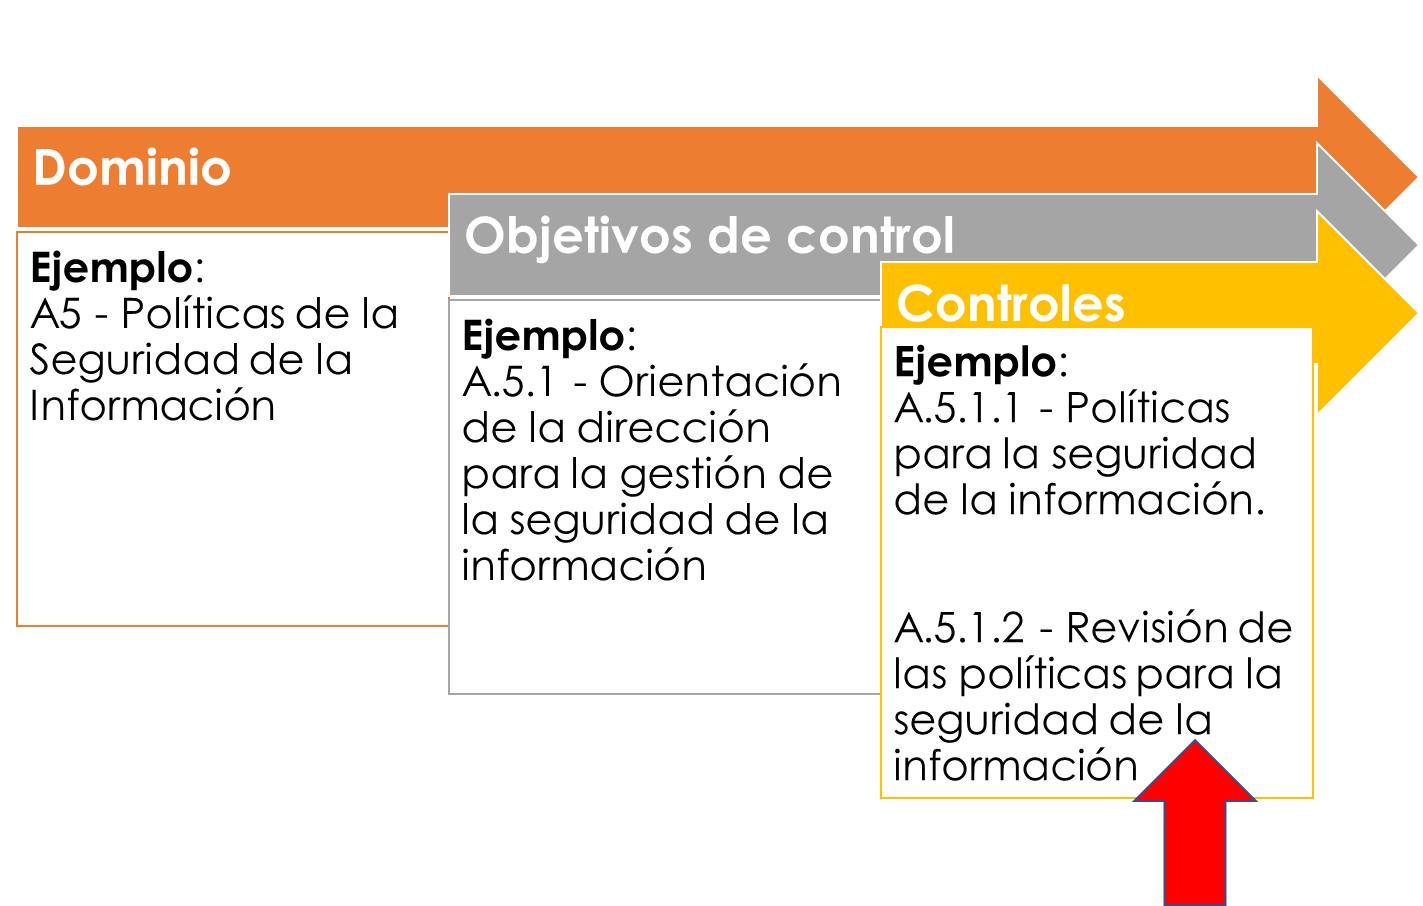 Dominio
Ejemplo:
A5 - Políticas de la
Seguridad de la
Información
Objetivos de control
Ejemplo:
A.5.1 - Orientación
de la dirección
para la gestión de
la seguridad de la
información
Controles
Ejemplo:
A.5.1.1 - Políticas
para la seguridad
de la información.
A.5.1.2 - Revisión de
las políticas para la
seguridad de la
información